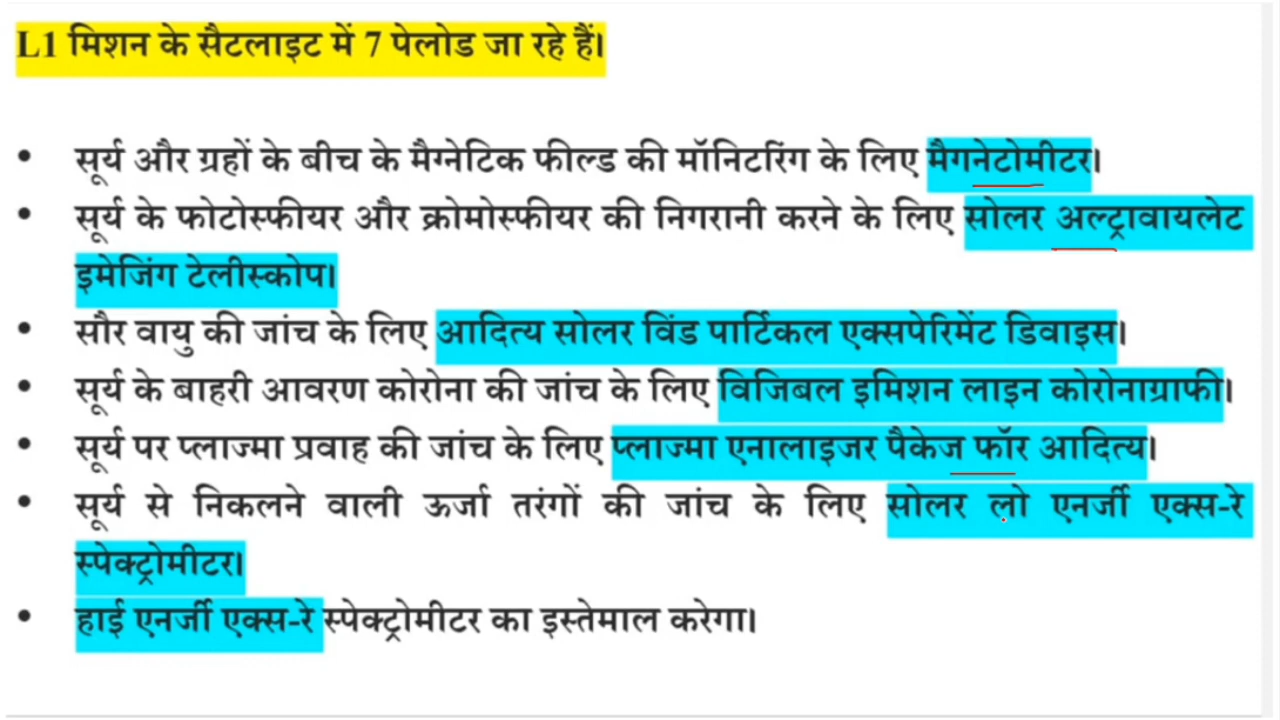 L1 मिशन के सैटलाइट में 7 पेलोड जा रहे हैं।
• सूर्य और ग्रहों के बीच के मैग्नेटिक फील्ड की मॉनिटरिंग के लिए मैगनेटोमीटर।
• सूर्य के फोटोस्फीयर और क्रोमोस्फीयर की निगरानी करने के लिए सोलर अल्ट्रावायलेट
इमेजिंग टेलीस्कोप।
• सौर वायु की जांच के लिए आदित्य सोलर विंड पार्टिकल एक्सपेरिमेंट डिवाइस।
• सूर्य के बाहरी आवरण कोरोना की जांच के लिए विजिबल इमिशन लाइन कोरोनाग्राफी।
• सूर्य पर प्लाज्मा प्रवाह की जांच के लिए प्लाज्मा एनालाइजर पैकेज फॉर आदित्य।
• सूर्य से निकलने वाली ऊर्जा तरंगों की जांच के लिए सोलर लो एनर्जी एक्स-रे
स्पेक्ट्रोमीटर।
• हाई एनर्जी एक्स-रे स्पेक्ट्रोमीटर का इस्तेमाल करेगा।